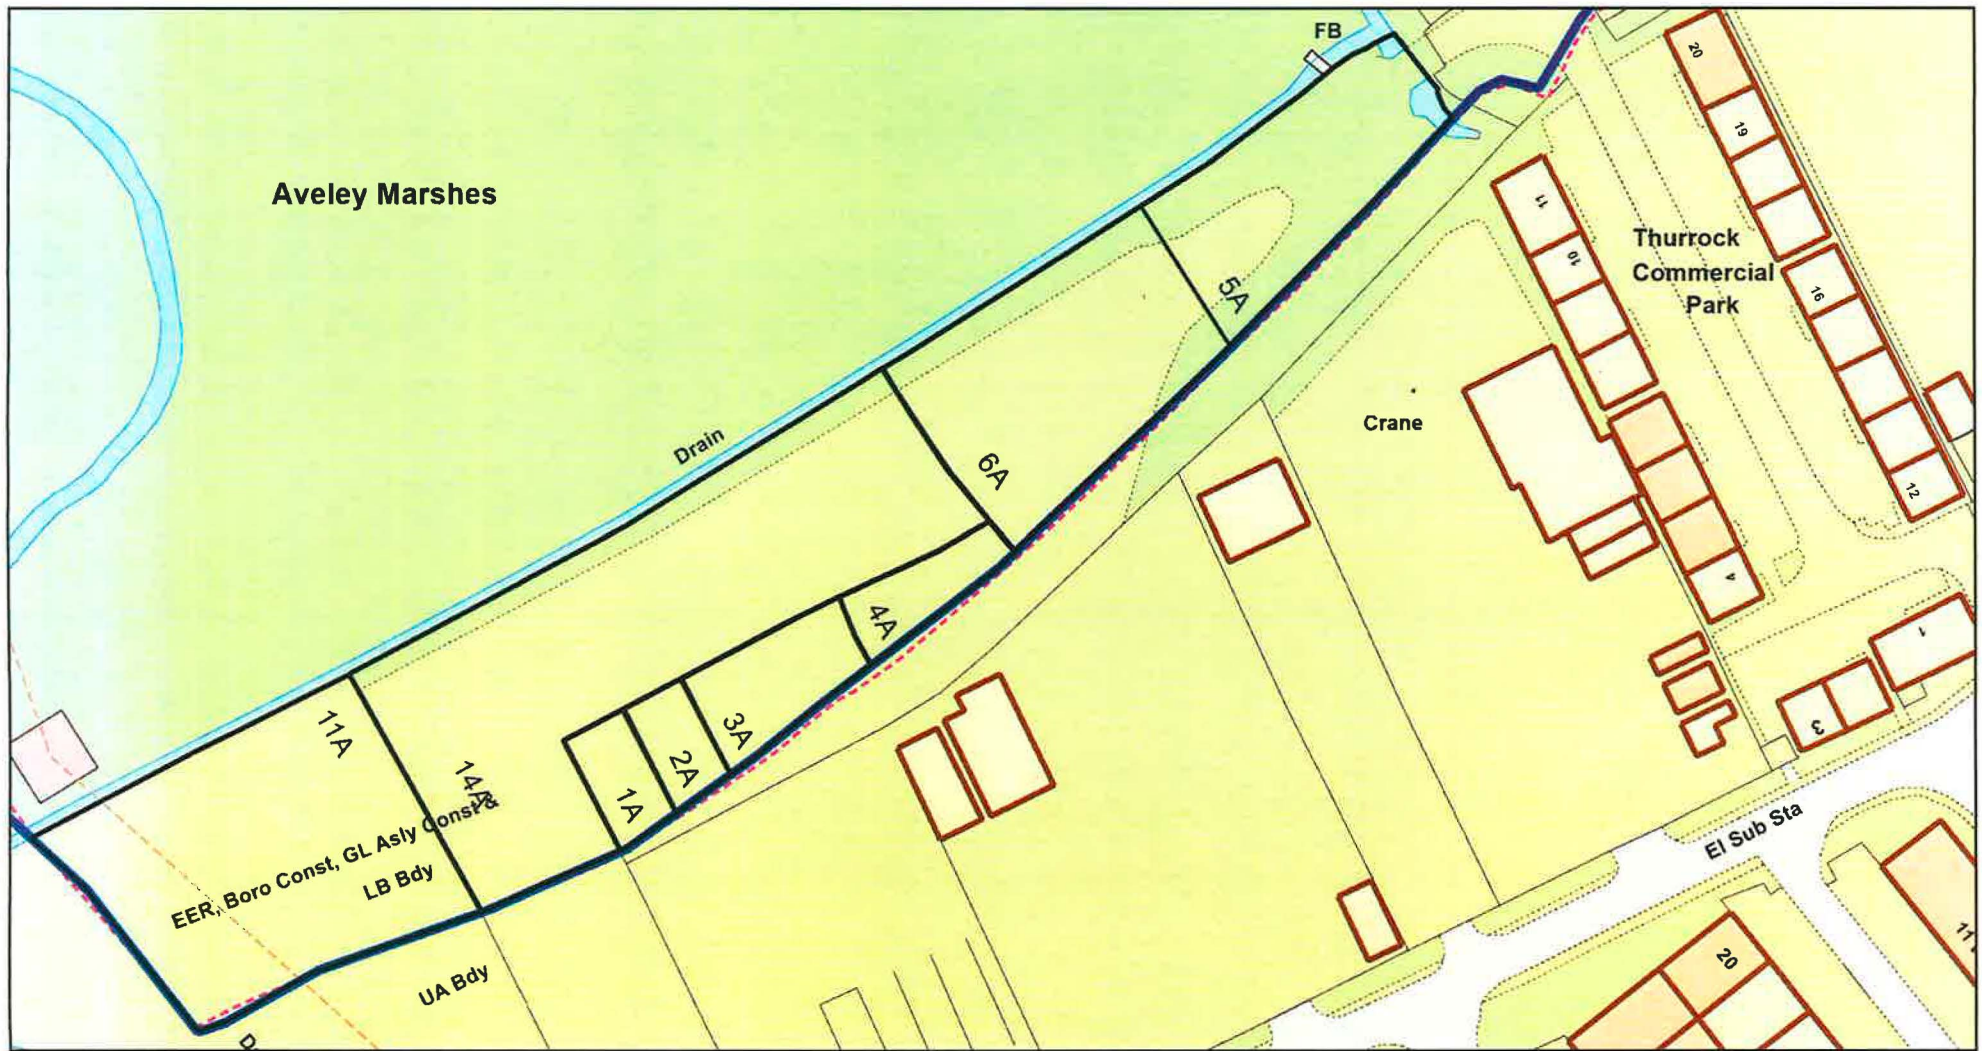 FB
20
19
Aveley Marshes
11
10
Thurrock
Commercial
Park
16
5A
Crane
Drain
6A
12
4
4A
1
11A
3A
3
14A
2A
1A
El Sub Sta
EER, Boro Const, GL Asly Const &
LB Bdy
UA Bdy
20
11